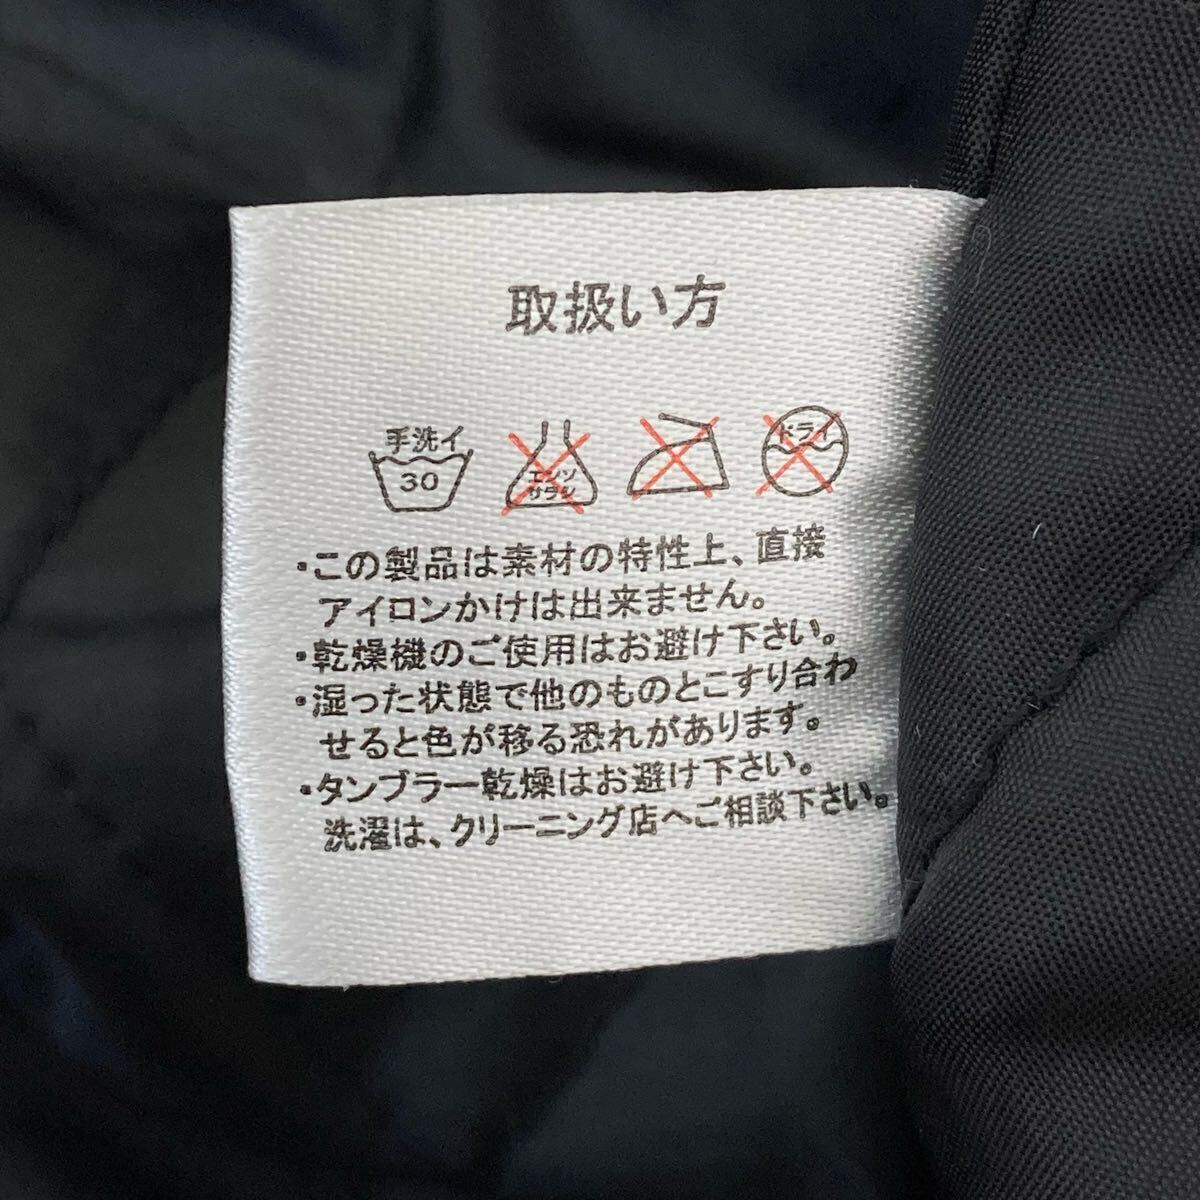 取扱い方
手洗イ エンソ ドライ
30 サラシ
・この製品は素材の特性上、直接
アイロンかけは出来ません。
・乾燥機のご使用はお避け下さい。
・湿った状態で他のものとこすり合わ
せると色が移る恐れがあります。
・タンブラー乾燥はお避け下さい。
洗濯は、クリーニング店へご相談下さい。